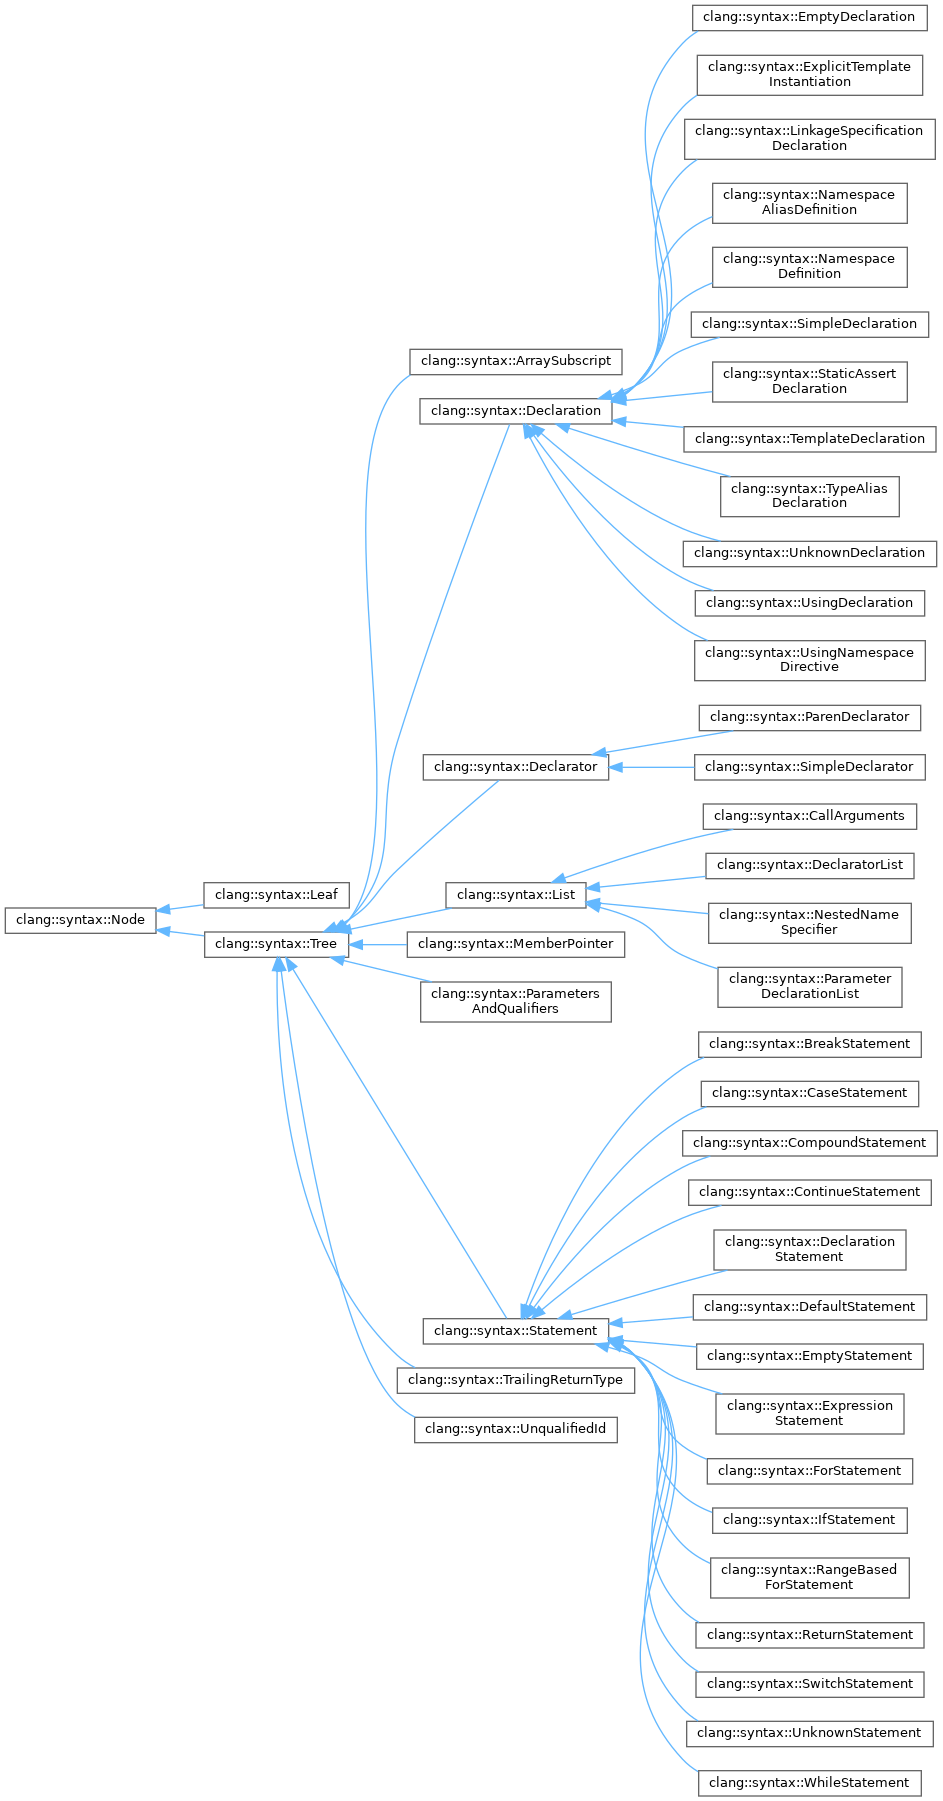 clang::syntax::EmptyDeclaration
clang::syntax::ExplicitTemplate
Instantiation
clang::syntax::LinkageSpecification
Declaration
clang::syntax::Namespace
AliasDefinition
clang::syntax::Namespace
Definition
clang::syntax::SimpleDeclaration
clang::syntax::ArraySubscript
clang::syntax::StaticAssert
Declaration
clang::syntax::Declaration
clang::syntax::TemplateDeclaration
clang::syntax::TypeAlias
Declaration
clang::syntax::UnknownDeclaration
clang::syntax::UsingDeclaration
clang::syntax::UsingNamespace
Directive
clang::syntax::ParenDeclarator
clang::syntax::Declarator
clang::syntax::SimpleDeclarator
clang::syntax::CallArguments
clang::syntax::DeclaratorList
clang::syntax::Leaf
clang::syntax::List
clang::syntax::NestedName
Specifier
clang::syntax::Node
clang::syntax::Tree
clang::syntax::MemberPointer
clang::syntax::Parameter
DeclarationList
clang::syntax::Parameters
AndQualifiers
clang::syntax::BreakStatement
clang::syntax::CaseStatement
clang::syntax::CompoundStatement
clang::syntax::ContinueStatement
clang::syntax::Declaration
Statement
clang::syntax::DefaultStatement
clang::syntax::Statement
clang::syntax::EmptyStatement
clang::syntax::TrailingReturnType
clang::syntax::Expression
Statement
clang::syntax::UnqualifiedId
clang::syntax::ForStatement
clang::syntax::IfStatement
clang::syntax::RangeBased
ForStatement
clang::syntax::ReturnStatement
clang::syntax::SwitchStatement
clang::syntax::UnknownStatement
clang::syntax::WhileStatement